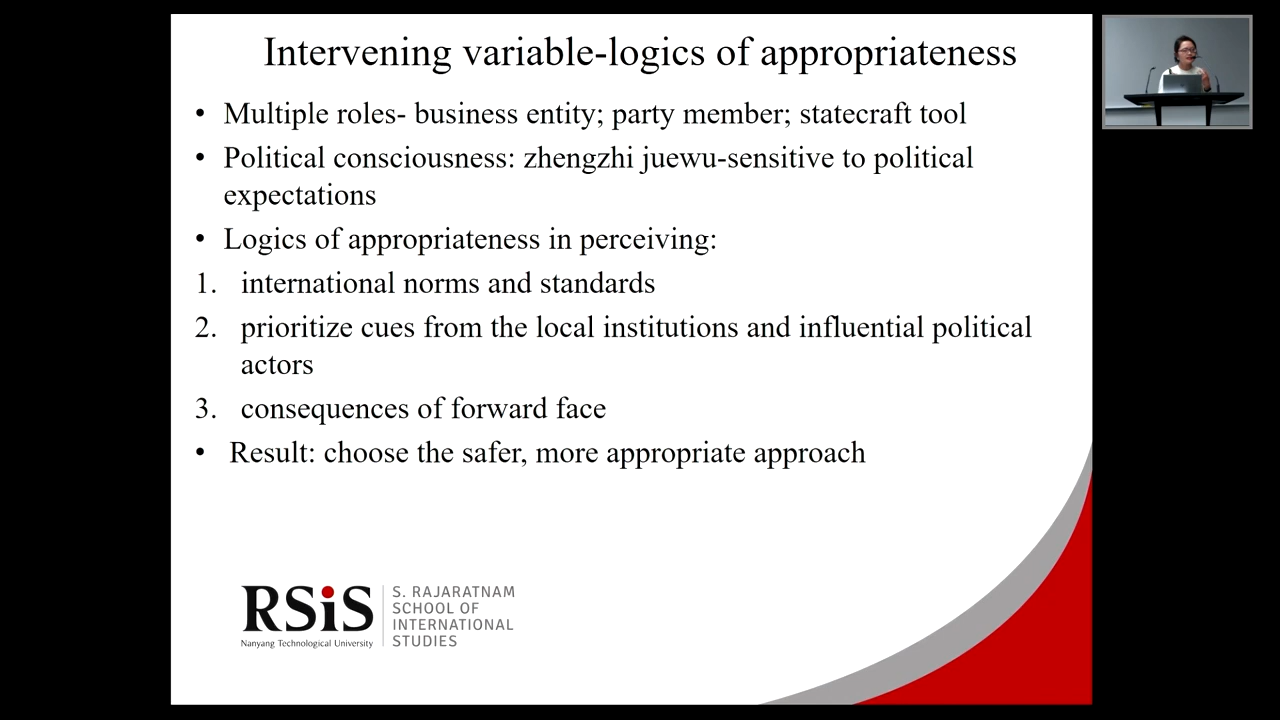 Intervening variable-logics of appropriateness
• Multiple roles- business entity; party member; statecraft tool
• Political consciousness: zhengzhi juewu-sensitive to political
expectations
• Logics of appropriateness in perceiving:
1. international norms and standards
2. prioritize cues from the local institutions and influential political
actors
3. consequences of forward face
• Result: choose the safer, more appropriate approach
RSiS
Nanyang Technological University
S. RAJARATNAM
SCHOOL OF
INTERNATIONAL
STUDIES